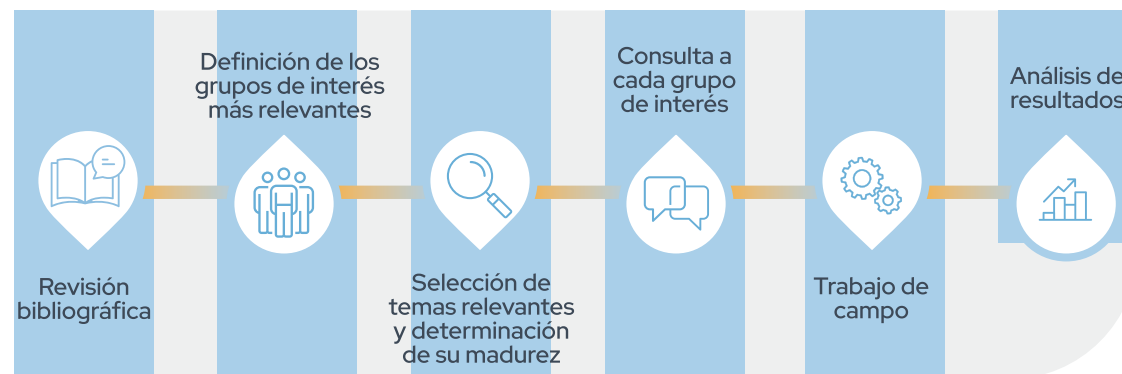 Revisión
bibliográfica
Definición de los
grupos de interés
más relevantes
Selección de
temas relevantes
y determinación
de su madurez
Consulta a
cada grupo
de interés
Trabajo de
campo
Análisis de
resultados